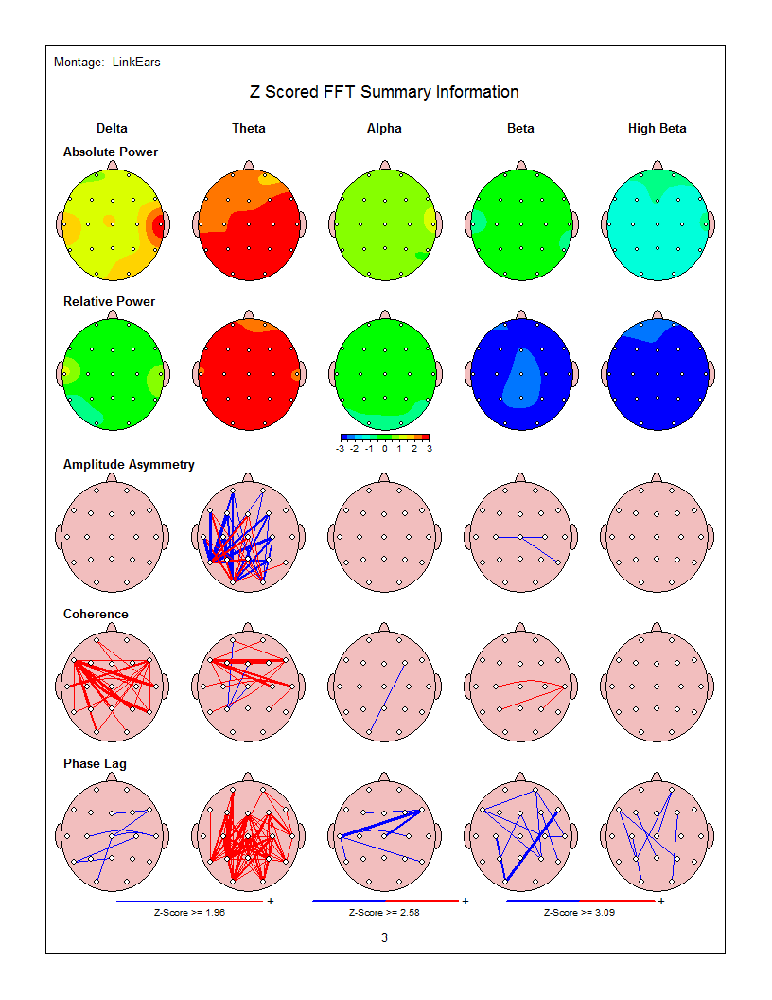 Montage: LinkEars
Z Scored FFT Summary Information
Delta Theta Alpha Beta High Beta
Absolute Power
Relative Power
-3 -2 -1 0 1 2 3
Amplitude Asymmetry
Coherence
Phase Lag
- + - + - +
Z-Score >= 1.96 Z-Score >= 2.58 Z-Score >= 3.09
3